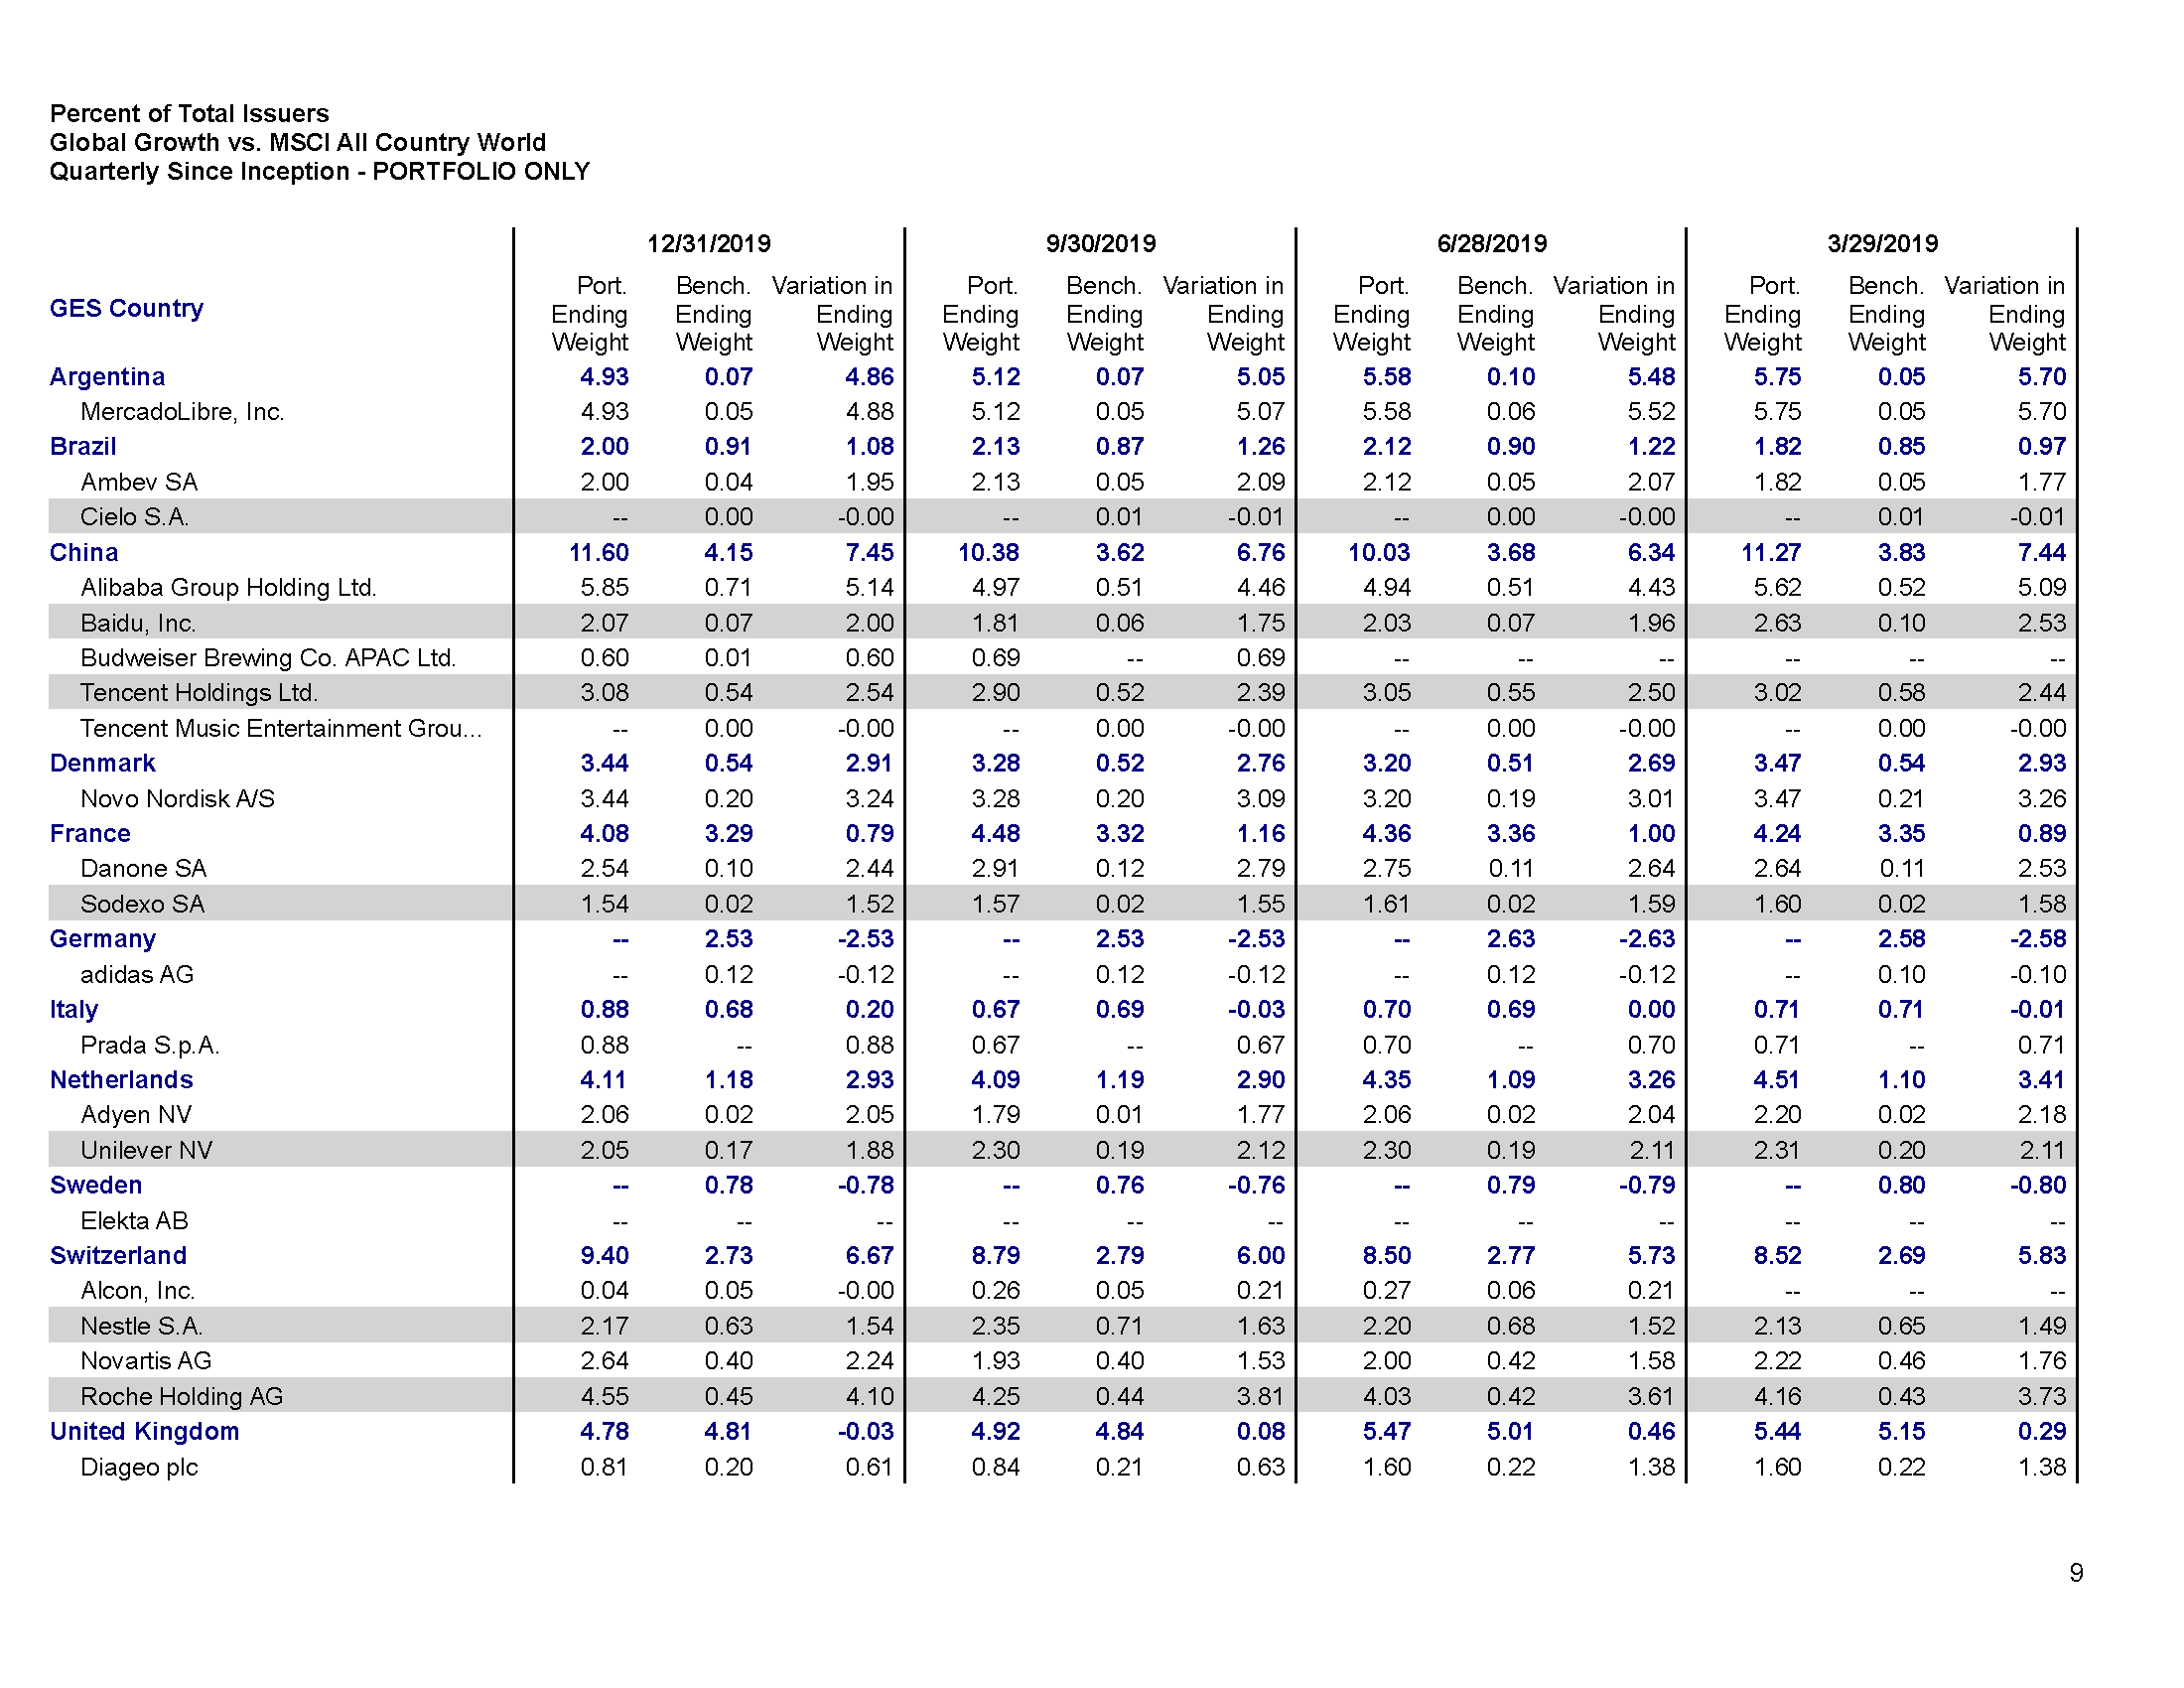 Percent of Total Issuers
Global Growth vs. MSCI All Country World
Quarterly Since Inception - PORTFOLIO ONLY
12/31/2019 9/30/2019 6/28/2019 3/29/2019
GES Country
Port. Bench. Variation in Port. Bench. Variation in Port. Bench. Variation in Port. Bench. Variation in
Ending Ending Ending Ending Ending Ending Ending Ending Ending Ending Ending Ending
Weight Weight Weight Weight Weight Weight Weight Weight Weight Weight Weight Weight
Argentina 4.93 0.07 4.86 5.12 0.07 5.05 5.58 0.10 5.48 5.75 0.05 5.70
MercadoLibre, Inc. 4.93 0.05 4.88 5.12 0.05 5.07 5.58 0.06 5.52 5.75 0.05 5.70
Brazil 2.00 0.91 1.08 2.13 0.87 1.26 2.12 0.90 1.22 1.82 0.85 0.97
Ambev SA 2.00 0.04 1.95 2.13 0.05 2.09 2.12 0.05 2.07 1.82 0.05 1.77
Cielo S.A. -- 0.00 -0.00 -- 0.01 -0.01 -- 0.00 -0.00 -- 0.01 -0.01
China 11.60 4.15 7.45 10.38 3.62 6.76 10.03 3.68 6.34 11.27 3.83 7.44
Alibaba Group Holding Ltd. 5.85 0.71 5.14 4.97 0.51 4.46 4.94 0.51 4.43 5.62 0.52 5.09
Baidu, Inc. 2.07 0.07 2.00 1.81 0.06 1.75 2.03 0.07 1.96 2.63 0.10 2.53
Budweiser Brewing Co. APAC Ltd. 0.60 0.01 0.60 0.69 -- 0.69 -- -- -- -- -- --
Tencent Holdings Ltd. 3.08 0.54 2.54 2.90 0.52 2.39 3.05 0.55 2.50 3.02 0.58 2.44
Tencent Music Entertainment Grou... -- 0.00 -0.00 -- 0.00 -0.00 -- 0.00 -0.00 -- 0.00 -0.00
Denmark 3.44 0.54 2.91 3.28 0.52 2.76 3.20 0.51 2.69 3.47 0.54 2.93
Novo Nordisk A/S 3.44 0.20 3.24 3.28 0.20 3.09 3.20 0.19 3.01 3.47 0.21 3.26
France 4.08 3.29 0.79 4.48 3.32 1.16 4.36 3.36 1.00 4.24 3.35 0.89
Danone SA 2.54 0.10 2.44 2.91 0.12 2.79 2.75 0.11 2.64 2.64 0.11 2.53
Sodexo SA 1.54 0.02 1.52 1.57 0.02 1.55 1.61 0.02 1.59 1.60 0.02 1.58
Germany -- 2.53 -2.53 -- 2.53 -2.53 -- 2.63 -2.63 -- 2.58 -2.58
adidas AG -- 0.12 -0.12 -- 0.12 -0.12 -- 0.12 -0.12 -- 0.10 -0.10
Italy 0.88 0.68 0.20 0.67 0.69 -0.03 0.70 0.69 0.00 0.71 0.71 -0.01
Prada S.p.A. 0.88 -- 0.88 0.67 -- 0.67 0.70 -- 0.70 0.71 -- 0.71
Netherlands 4.11 1.18 2.93 4.09 1.19 2.90 4.35 1.09 3.26 4.51 1.10 3.41
Adyen NV 2.06 0.02 2.05 1.79 0.01 1.77 2.06 0.02 2.04 2.20 0.02 2.18
Unilever NV 2.05 0.17 1.88 2.30 0.19 2.12 2.30 0.19 2.11 2.31 0.20 2.11
Sweden -- 0.78 -0.78 -- 0.76 -0.76 -- 0.79 -0.79 -- 0.80 -0.80
Elekta AB -- -- -- -- -- -- -- -- -- -- -- --
Switzerland 9.40 2.73 6.67 8.79 2.79 6.00 8.50 2.77 5.73 8.52 2.69 5.83
Alcon, Inc. 0.04 0.05 -0.00 0.26 0.05 0.21 0.27 0.06 0.21 -- -- --
Nestle S.A. 2.17 0.63 1.54 2.35 0.71 1.63 2.20 0.68 1.52 2.13 0.65 1.49
Novartis AG 2.64 0.40 2.24 1.93 0.40 1.53 2.00 0.42 1.58 2.22 0.46 1.76
Roche Holding AG 4.55 0.45 4.10 4.25 0.44 3.81 4.03 0.42 3.61 4.16 0.43 3.73
United Kingdom 4.78 4.81 -0.03 4.92 4.84 0.08 5.47 5.01 0.46 5.44 5.15 0.29
Diageo plc 0.81 0.20 0.61 0.84 0.21 0.63 1.60 0.22 1.38 1.60 0.22 1.38
9